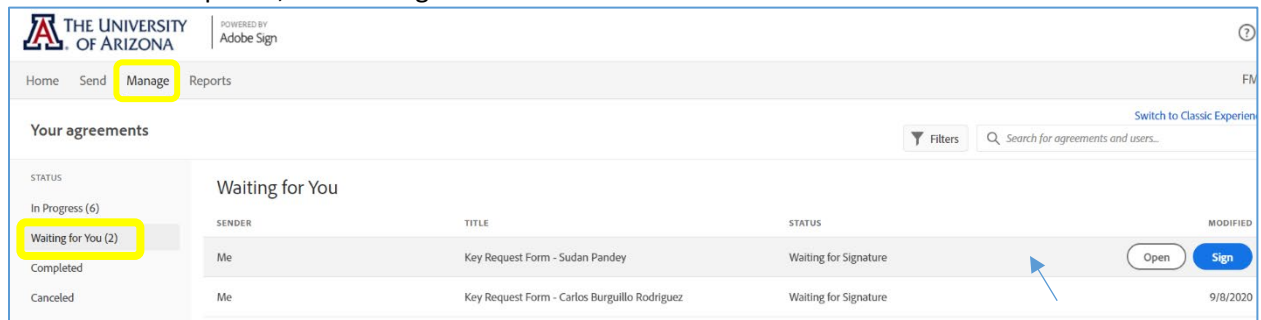 THE UNIVERSITY
OF ARIZONA
POWERED BY
Adobe Sign
Home Send Manage Reports
Switch to Classic
Your agreements
Filters
Search for agreements and users...
STATUS
In Progress (6)
Waiting for You (2)
Completed
Canceled
Waiting for You
SENDER TITLE STATUS MODIFIED
Me Key Request Form - Sudan Pandey Waiting for Signature Open Sign
Me Key Request Form - Carlos Burguillo Rodriguez Waiting for Signature 9/8/2020